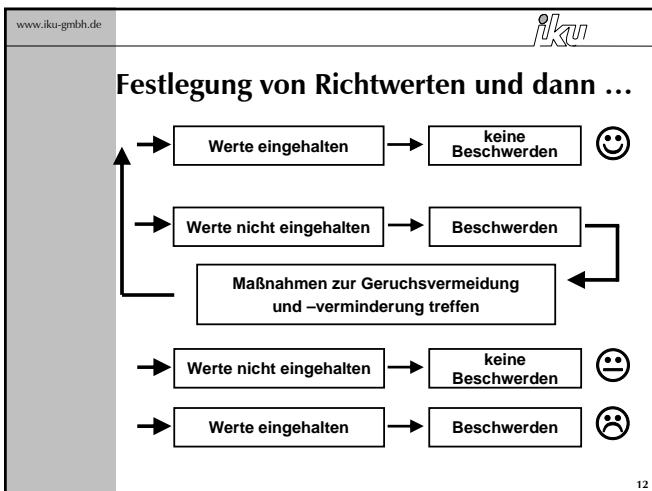 www.iku-gmbh.de
iku
Festlegung von Richtwerten und dann …
Werte eingehalten
keine
Beschwerden
Werte nicht eingehalten
Beschwerden
Maßnahmen zur Geruchsvermeidung
und –verminderung treffen
Werte nicht eingehalten
keine
Beschwerden
Werte eingehalten
Beschwerden
12